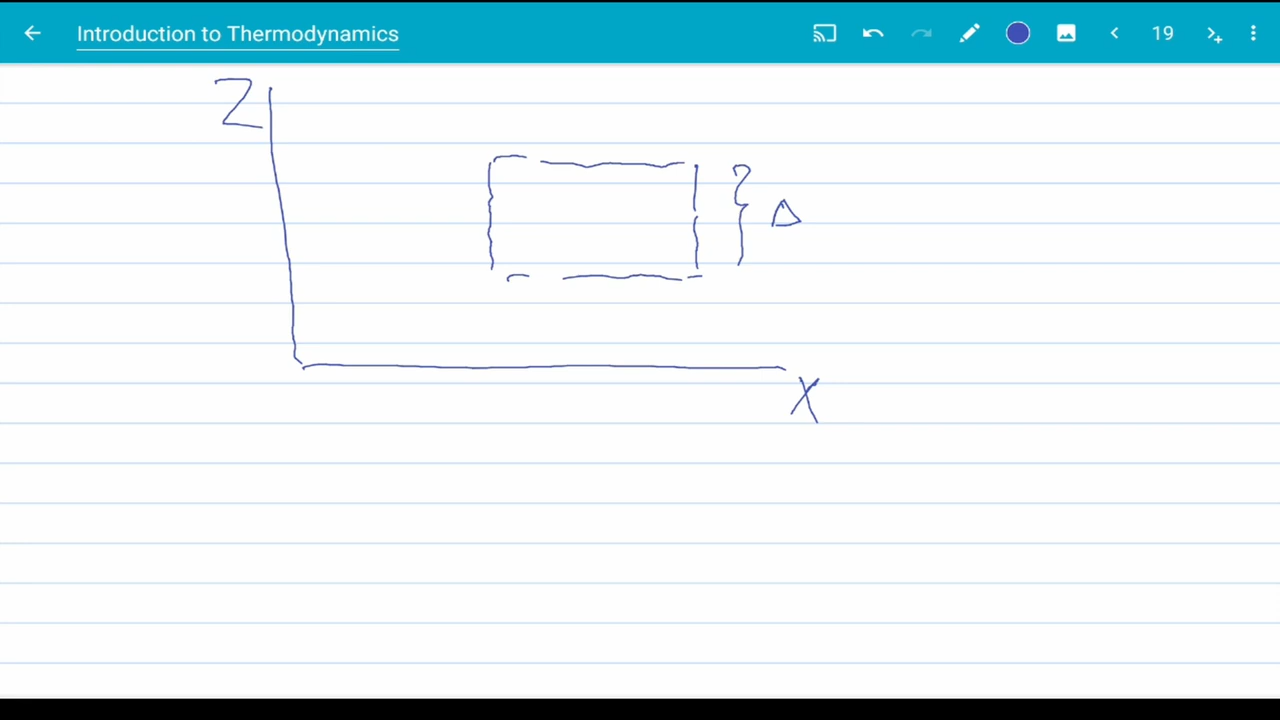 Introduction to Thermodynamics
19
Z
Δ
X